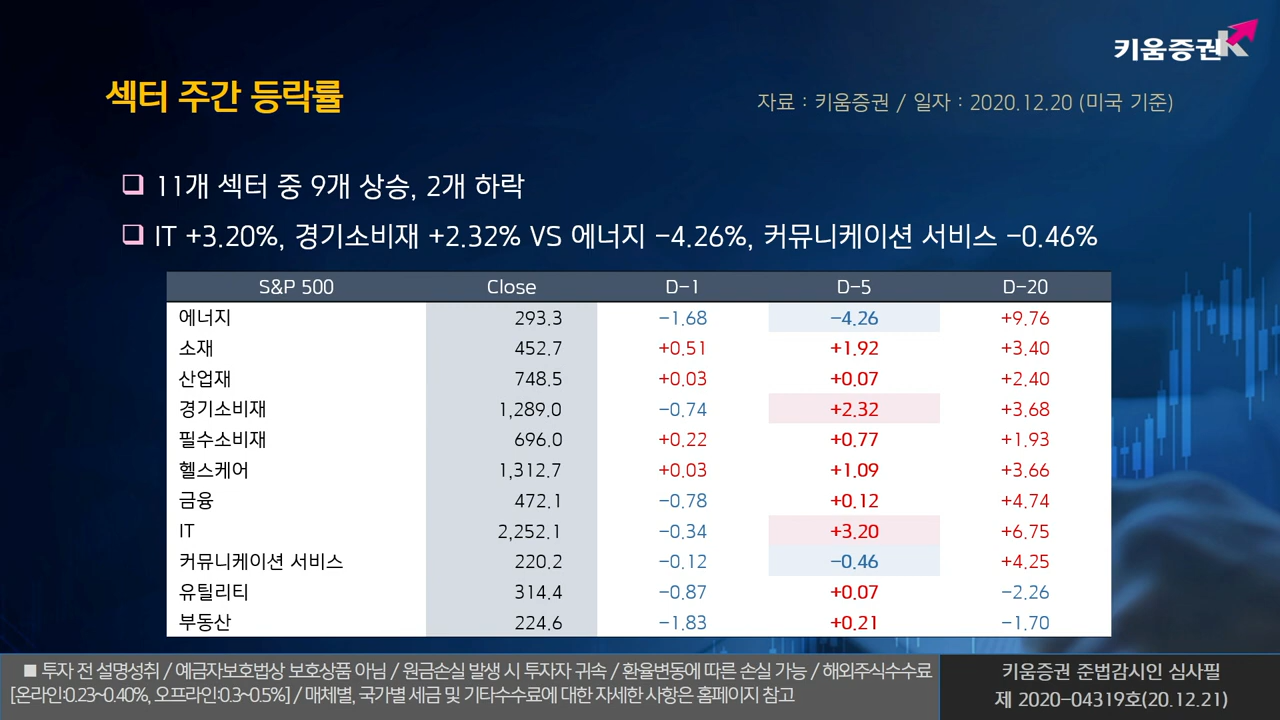 키움증권
섹터 주간 등락률
자료 : 키움증권 / 일자 : 2020.12.20 (미국 기준)
❑ 11개 섹터 중 9개 상승, 2개 하락
❑ IT +3.20%, 경기소비재 +2.32% VS 에너지 -4.26%, 커뮤니케이션 서비스 -0.46%
S&P 500 Close D-1 D-5 D-20
에너지 293.3 -1.68 -4.26 +9.76
소재 452.7 +0.51 +1.92 +3.40
산업재 748.5 +0.03 +0.07 +2.40
경기소비재 1,289.0 -0.74 +2.32 +3.68
필수소비재 696.0 +0.22 +0.77 +1.93
헬스케어 1,312.7 +0.03 +1.09 +3.66
금융 472.1 -0.78 +0.12 +4.74
IT 2,252.1 -0.34 +3.20 +6.75
커뮤니케이션 서비스 220.2 -0.12 -0.46 +4.25
유틸리티 314.4 -0.87 +0.07 -2.26
부동산 224.6 -1.83 +0.21 -1.70
■ 투자 전 설명성취 / 예금자보호법상 보호상품 아님 / 원금손실 발생 시 투자자 귀속 / 환율변동에 따른 손실 가능 / 해외주식수수료
[온라인:0.23~0.40%, 오프라인:0.3~0.5%] / 매체별, 국가별 세금 및 기타수수료에 대한 자세한 사항은 홈페이지 참고
키움증권 준법감시인 심사필
제 2020-04319호(20.12.21)